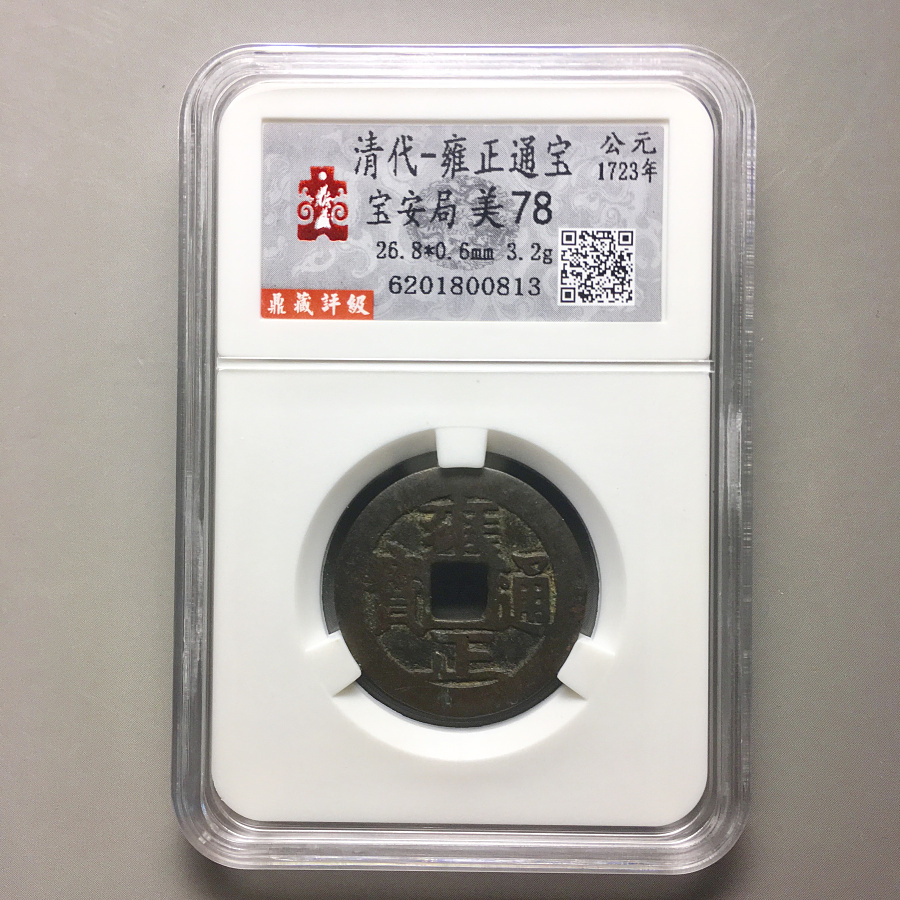 清代-雍正通宝
公元
1723年
宝安局 美78
26.8*0.6mm 3.2g
6201800813
鼎藏評級
雍正通寶